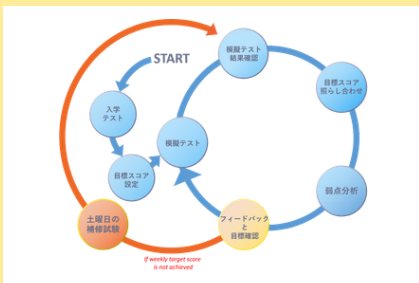 START
入学
テスト
目標スコア
設定
模擬テスト
模擬テスト
結果確認
目標スコア
照らし合わせ
弱点分析
フィードバック
と
目標確認
土曜日の
補修試験
If weekly target score
is not achieved